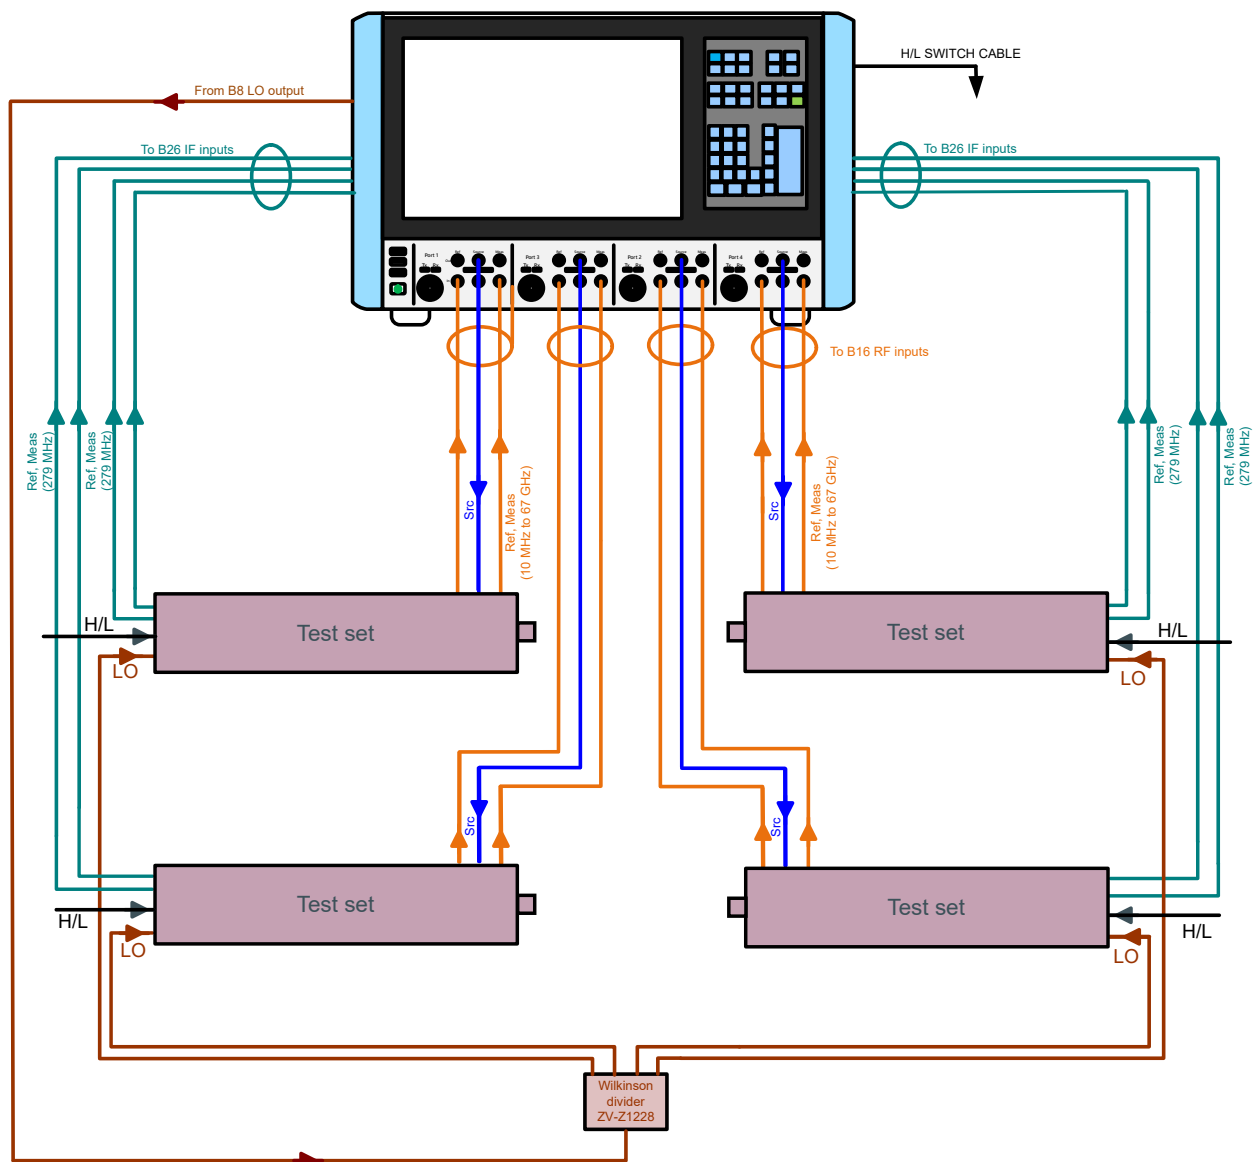 H/L SWITCH CABLE
From B8 LO output
To B26 IF inputs
To B26 IF inputs
Port 1
Port 3
Port 2
Port 4
To B16 RF inputs
Ref, Meas
(279 MHz)
Ref, Meas
(279 MHz)
Src
Ref, Meas
(10 MHz to 67 GHz)
Src
Ref, Meas
(10 MHz to 67 GHz)
Ref, Meas
(279 MHz)
Ref, Meas
(279 MHz)
H/L
Test set
LO
Test set
H/L
LO
Src
Src
Test set
H/L
LO
Test set
H/L
LO
Wilkinson
divider
ZV-Z1228